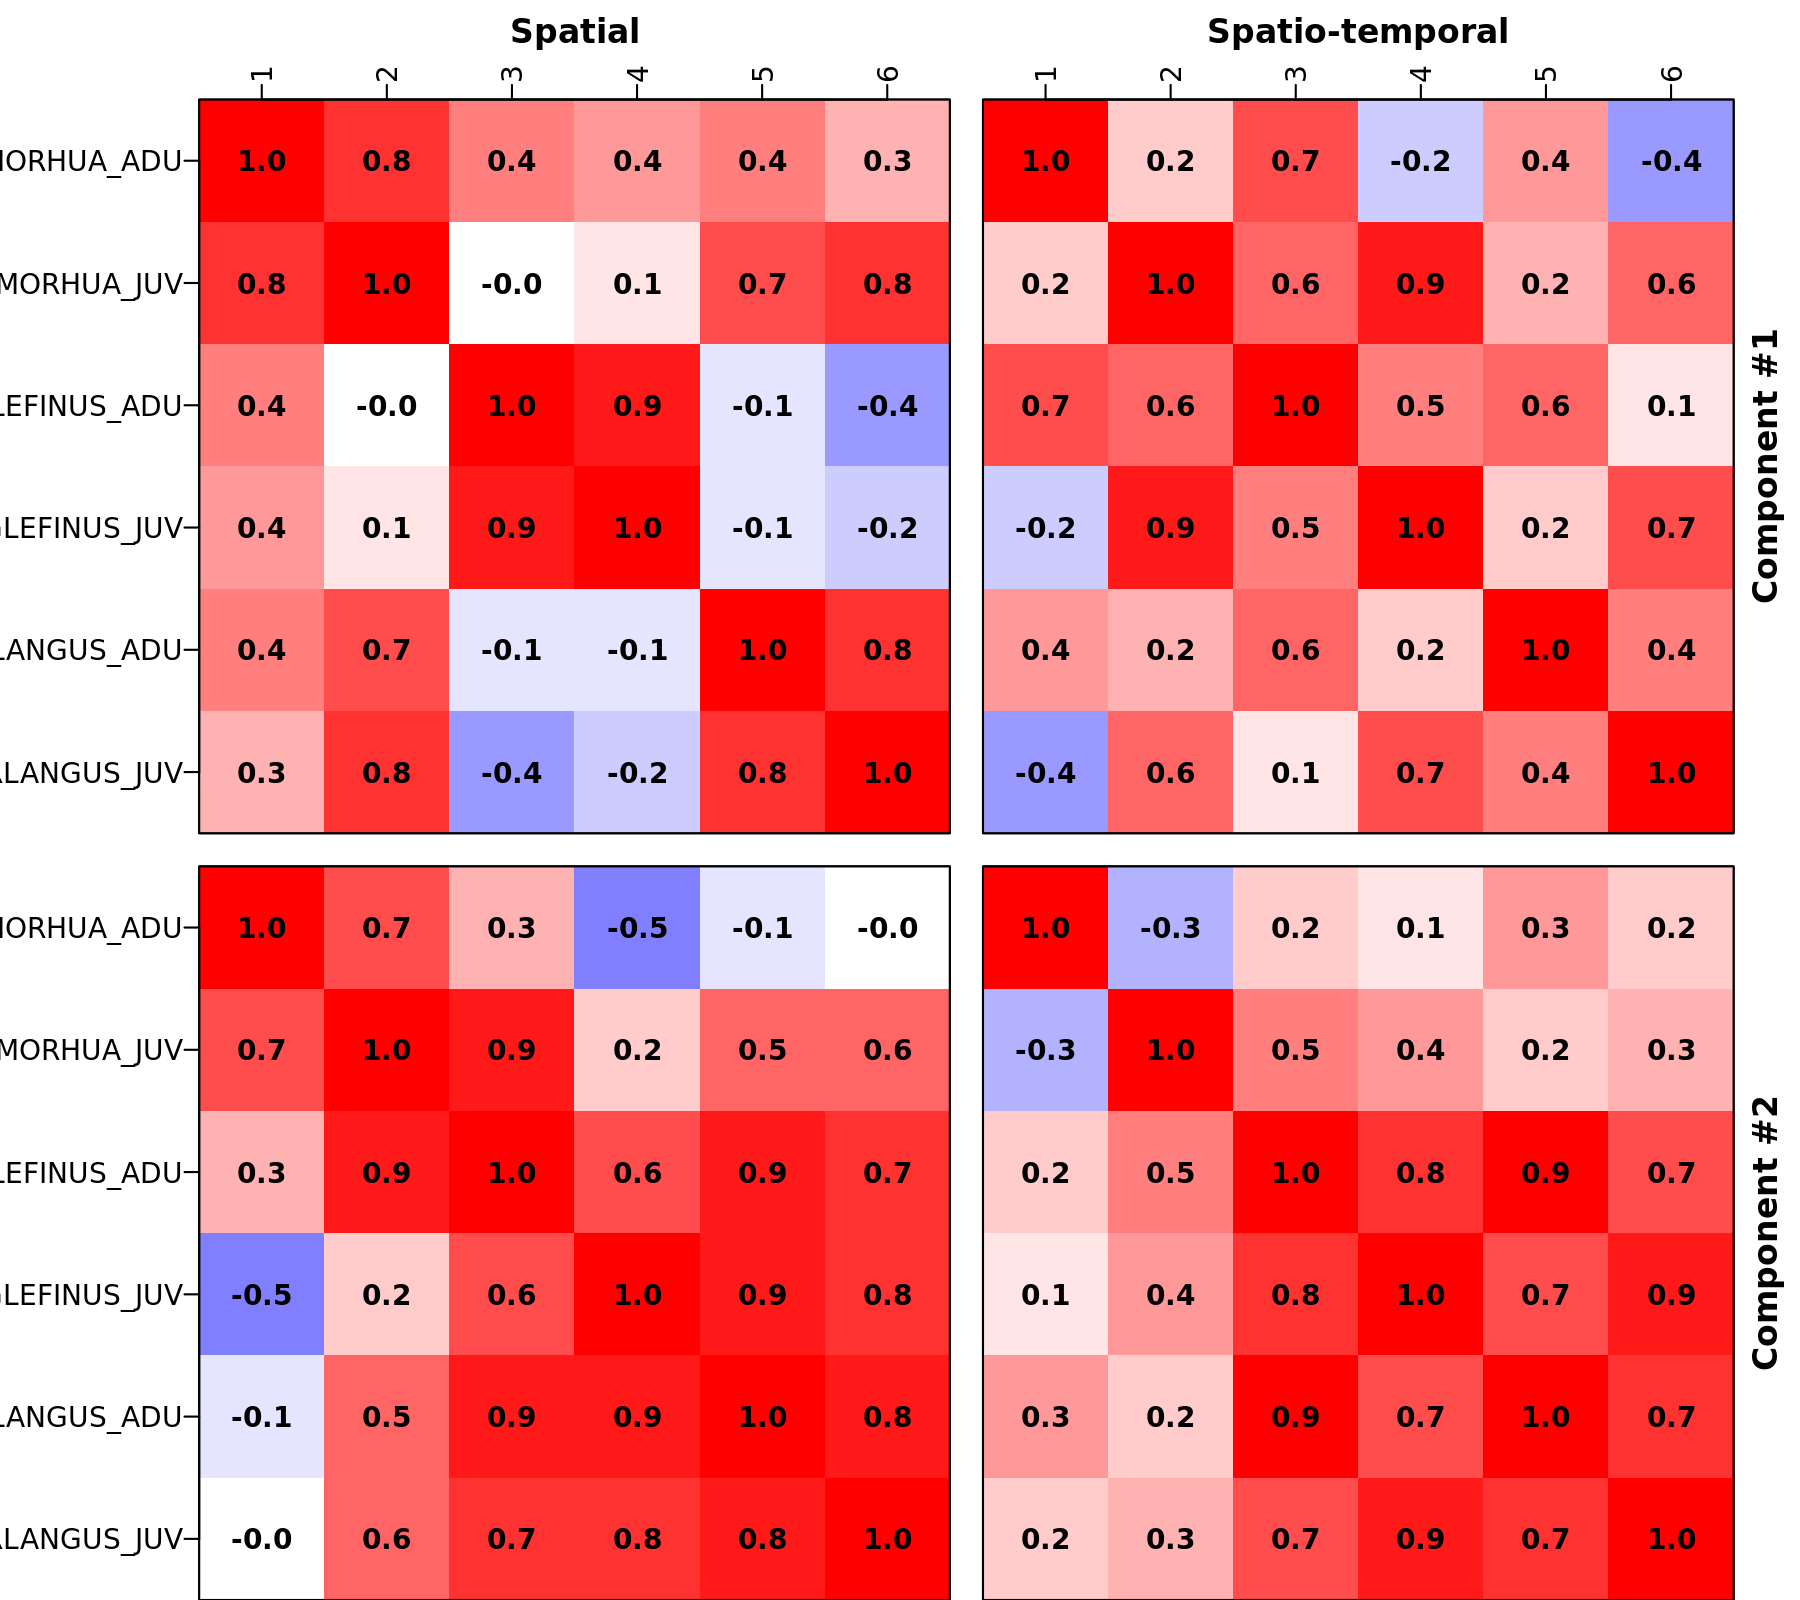 Spatial Spatio-temporal
1 2 3 4 5 6 1 2 3 4 5 6
ORHUA_ADU 1.0 0.8 0.4 0.4 0.4 0.3 1.0 0.2 0.7 -0.2 0.4 -0.4
MORHUA_JUV 0.8 1.0 -0.0 0.1 0.7 0.8 0.2 1.0 0.6 0.9 0.2 0.6
LEFINUS_ADU 0.4 -0.0 1.0 0.9 -0.1 -0.4 0.7 0.6 1.0 0.5 0.6 0.1
LEFINUS_JUV 0.4 0.1 0.9 1.0 -0.1 -0.2 -0.2 0.9 0.5 1.0 0.2 0.7
LANGUS_ADU 0.4 0.7 -0.1 -0.1 1.0 0.8 0.4 0.2 0.6 0.2 1.0 0.4
LANGUS_JUV 0.3 0.8 -0.4 -0.2 0.8 1.0 -0.4 0.6 0.1 0.7 0.4 1.0
Component #1
ORHUA_ADU 1.0 0.7 0.3 -0.5 -0.1 -0.0 1.0 -0.3 0.2 0.1 0.3 0.2
MORHUA_JUV 0.7 1.0 0.9 0.2 0.5 0.6 -0.3 1.0 0.5 0.4 0.2 0.3
LEFINUS_ADU 0.3 0.9 1.0 0.6 0.9 0.7 0.2 0.5 1.0 0.8 0.9 0.7
LEFINUS_JUV -0.5 0.2 0.6 1.0 0.9 0.8 0.1 0.4 0.8 1.0 0.7 0.9
LANGUS_ADU -0.1 0.5 0.9 0.9 1.0 0.8 0.3 0.2 0.9 0.7 1.0 0.7
LANGUS_JUV -0.0 0.6 0.7 0.8 0.8 1.0 0.2 0.3 0.7 0.9 0.7 1.0
Component #2